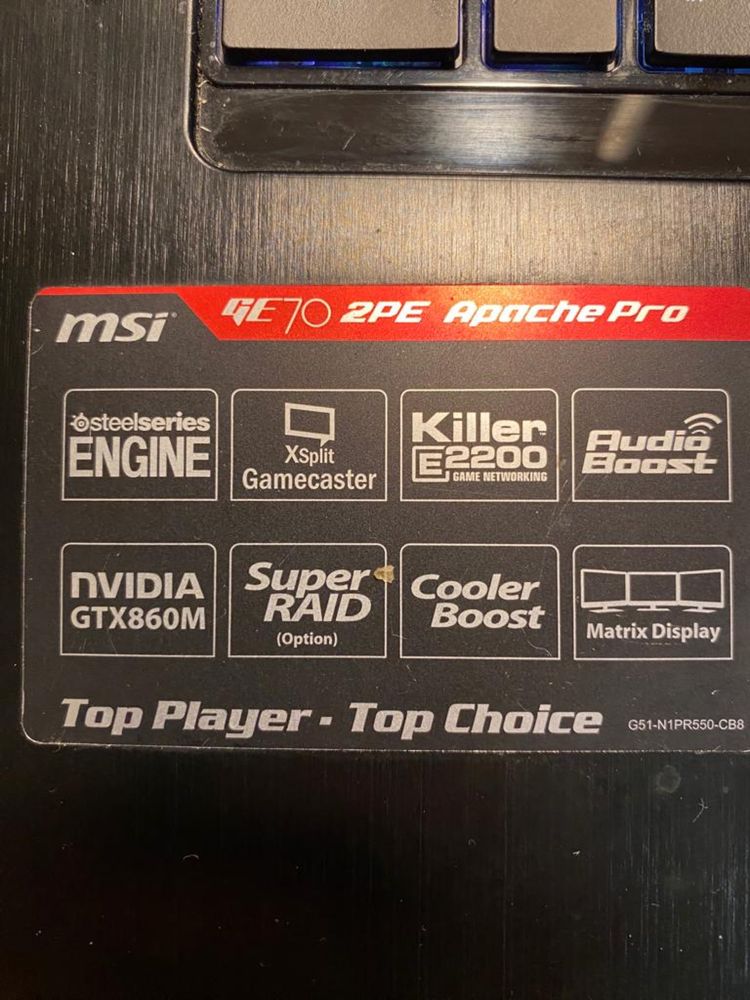 msi GE70 2PE Apache Pro
steelseries
ENGINE
XSplit
Gamecaster
Killer™
E2200
GAME NETWORKING
Audio
Boost
NVIDIA
GTX860M
Super
RAID
(Option)
Cooler
Boost
Matrix Display
Top Player - Top Choice
G51-N1PR550-CB8